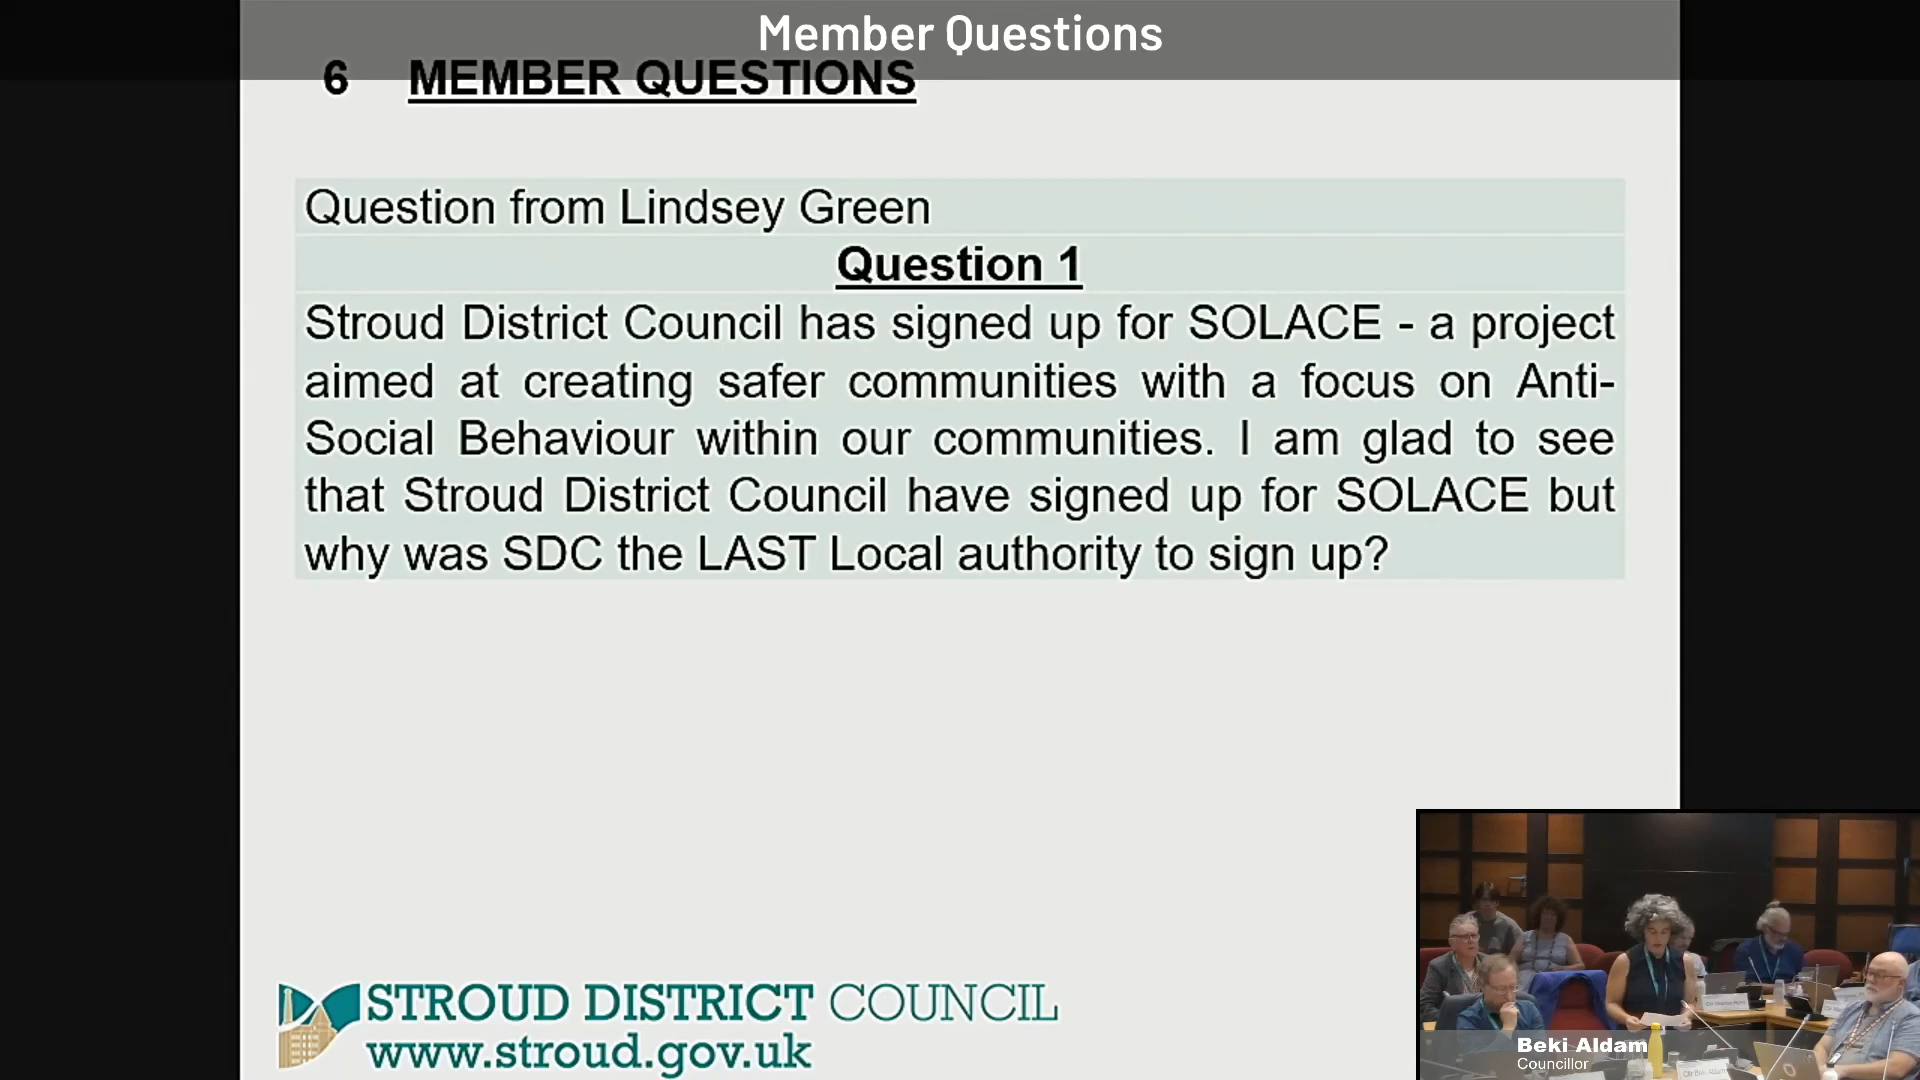 Member Questions
6 MEMBER QUESTIONS
Question from Lindsey Green
Question 1
Stroud District Council has signed up for SOLACE - a project
aimed at creating safer communities with a focus on Anti-
Social Behaviour within our communities. I am glad to see
that Stroud District Council have signed up for SOLACE but
why was SDC the LAST Local authority to sign up?
STROUD DISTRICT COUNCIL
www.stroud.gov.uk
Beki Aldam
Councillor